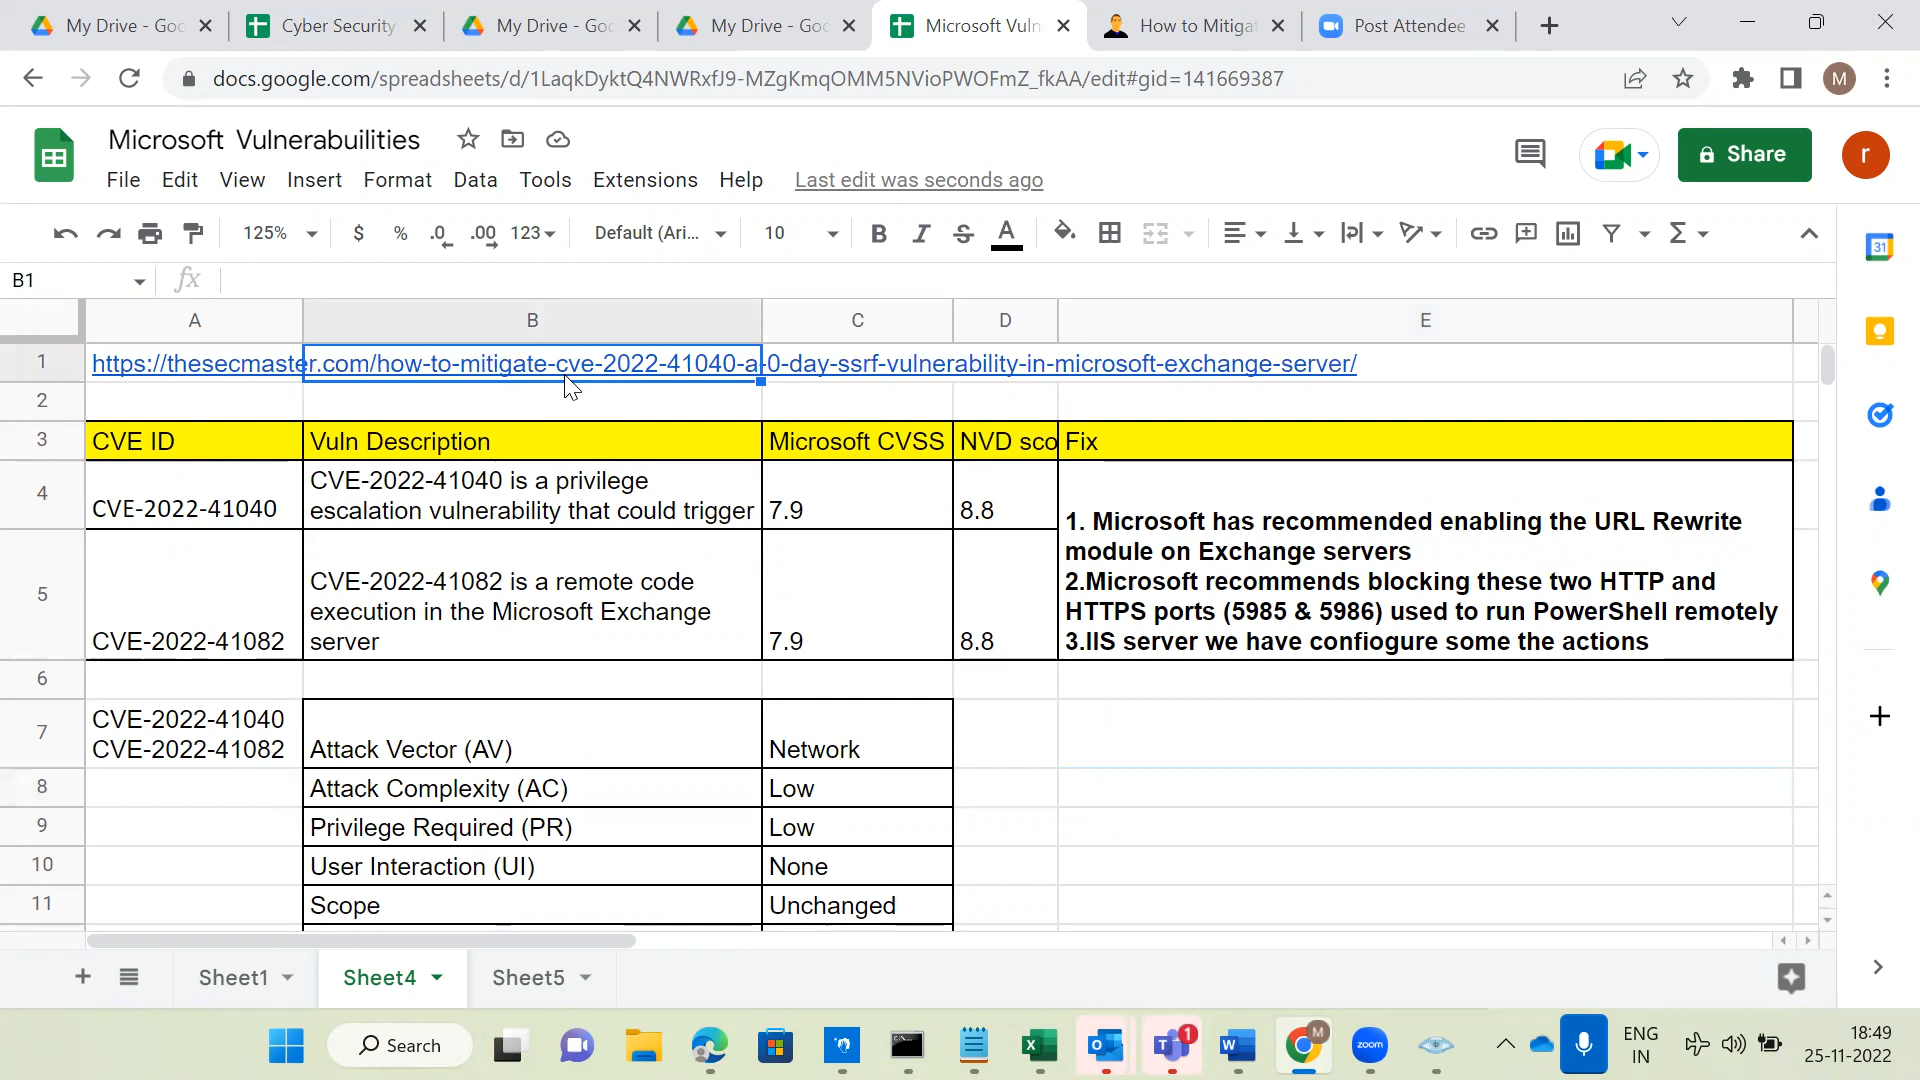 My Drive - Goo
Cyber Security
My Drive - Goo
My Drive - Goo
Microsoft Vuln
How to Mitigat
Post Attendee
docs.google.com/spreadsheets/d/1LaqkDyktQ4NWRxfJ9-MZgKmqOMM5NVioPWOFmZ_fkAA/edit#gid=141669387
M
Microsoft Vulnerabuilities
Share
r
File Edit View Insert Format Data Tools Extensions Help Last edit was seconds ago
125% $ % .0 .00 123 Default (Ari... 10 B I S A
31
B1 fx
A B C D E
1 https://thesecmaster.com/how-to-mitigate-cve-2022-41040-a-0-day-ssrf-vulnerability-in-microsoft-exchange-server/
2
3 CVE ID Vuln Description Microsoft CVSS NVD sco Fix
4 CVE-2022-41040 CVE-2022-41040 is a privilege
escalation vulnerability that could trigger 7.9 8.8
1. Microsoft has recommended enabling the URL Rewrite
module on Exchange servers
2.Microsoft recommends blocking these two HTTP and
HTTPS ports (5985 & 5986) used to run PowerShell remotely
3.IIS server we have confiogure some the actions
5 CVE-2022-41082 CVE-2022-41082 is a remote code
execution in the Microsoft Exchange
server 7.9 8.8
6
7 CVE-2022-41040
CVE-2022-41082 Attack Vector (AV) Network
8 Attack Complexity (AC) Low
9 Privilege Required (PR) Low
10 User Interaction (UI) None
11 Scope Unchanged
Sheet1 Sheet4 Sheet5
Search
1
M
zoom
ENG
IN
18:49
25-11-2022